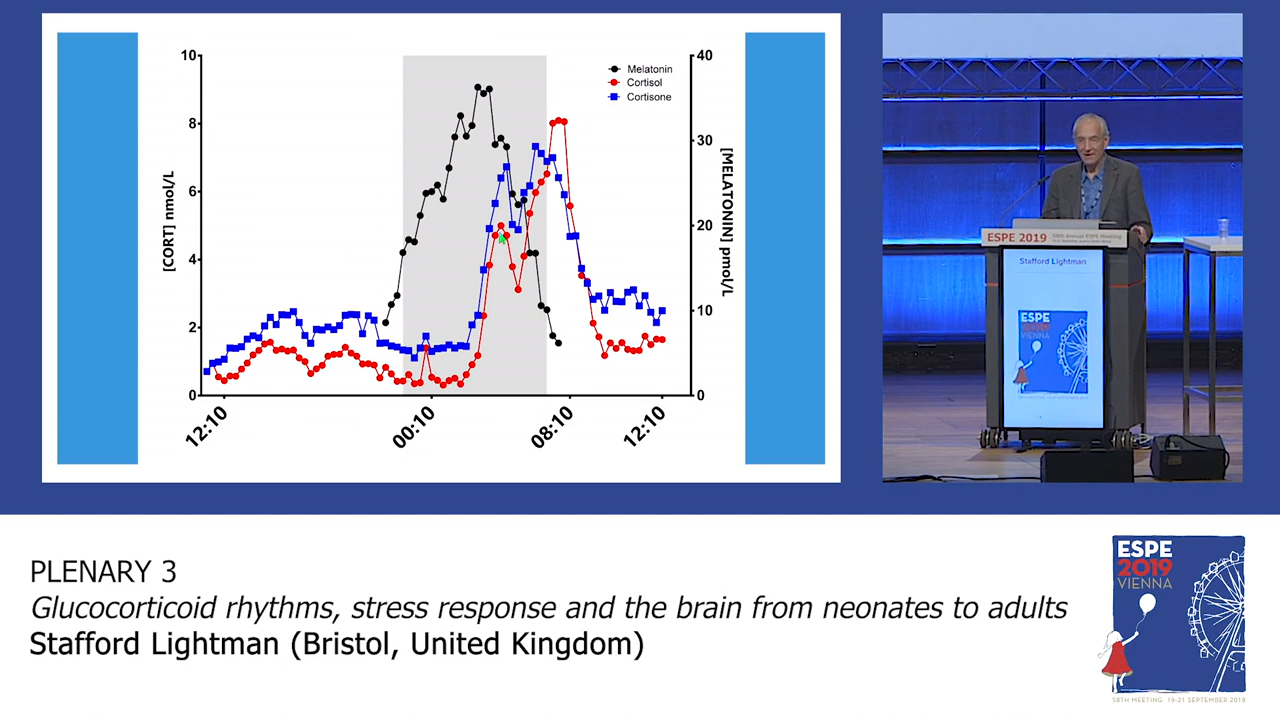 10
8
6
4
2
0
[CORT] nmol/L
40
30
20
10
0
[MELATONIN] pmol/L
Melatonin
Cortisol
Cortisone
12:10
00:10
08:10
12:10
ESPE 2019
58th Annual ESPE Meeting
Stafford Lightman
ESPE
2019
VIENNA
PLENARY 3
Glucocorticoid rhythms, stress response and the brain from neonates to adults
Stafford Lightman (Bristol, United Kingdom)
ESPE
2019
VIENNA
58TH MEETING 19-21 SEPTEMBER 2019